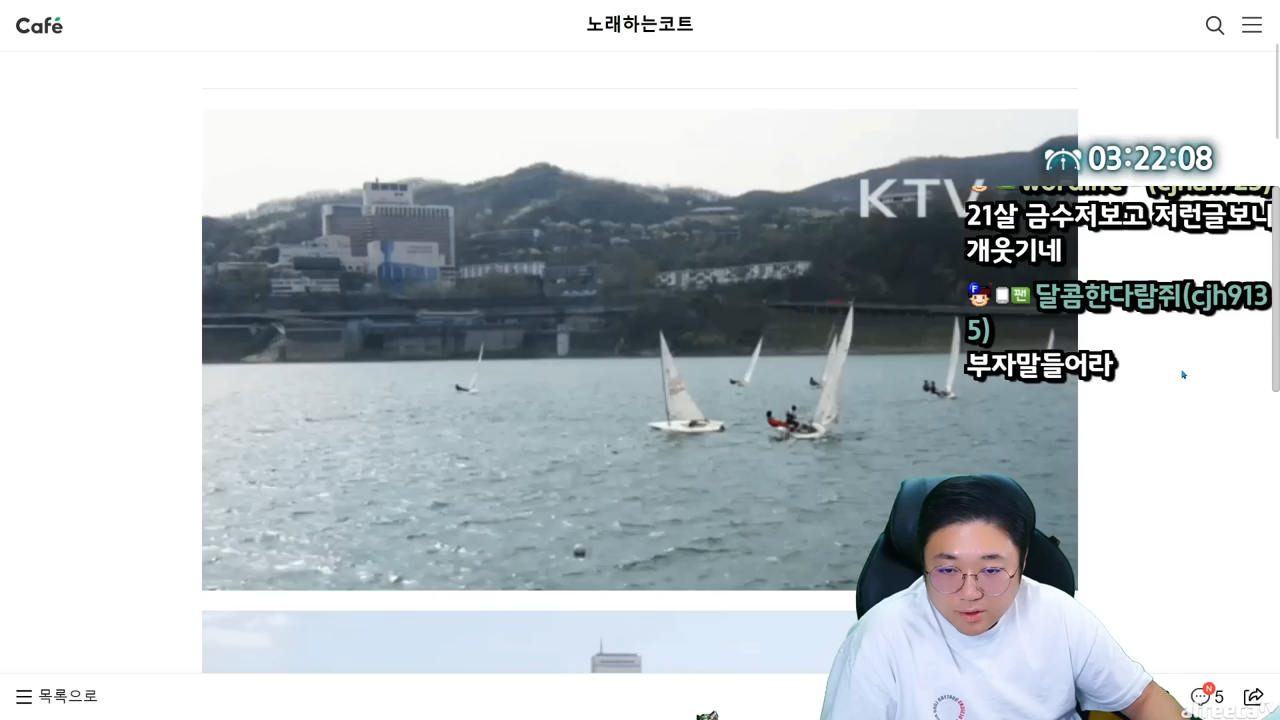 Café
노래하는코트
03:22:08
KTV
21살 금수저보고 저런글보니
개웃기네
짼 달콤한다람쥐(cjh913
5)
부자말들어라
목록으로
N
5
afreecaTV